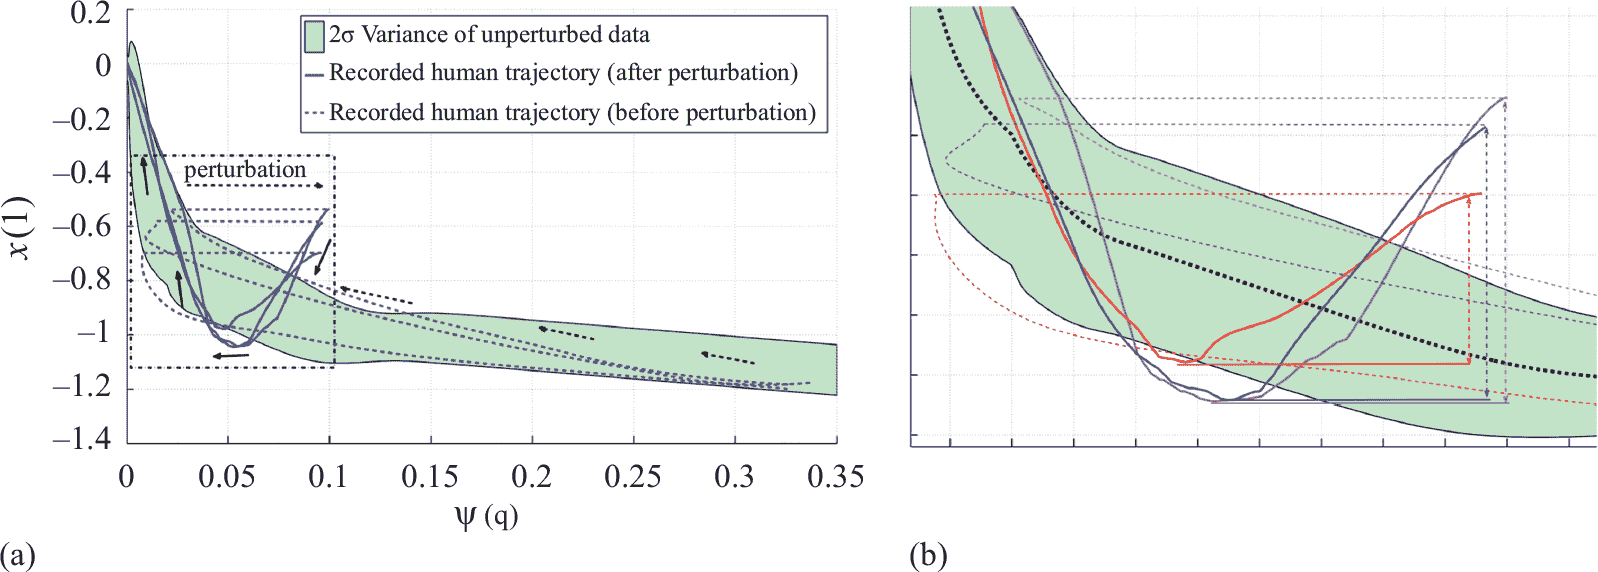 0.2
0
–0.2
–0.4
–0.6
–0.8
–1
–1.2
–1.4
x(1)
2σ Variance of unperturbed data
Recorded human trajectory (after perturbation)
Recorded human trajectory (before perturbation)
perturbation
0 0.05 0.1 0.15 0.2 0.25 0.3 0.35
ψ (q)
(a)
(b)